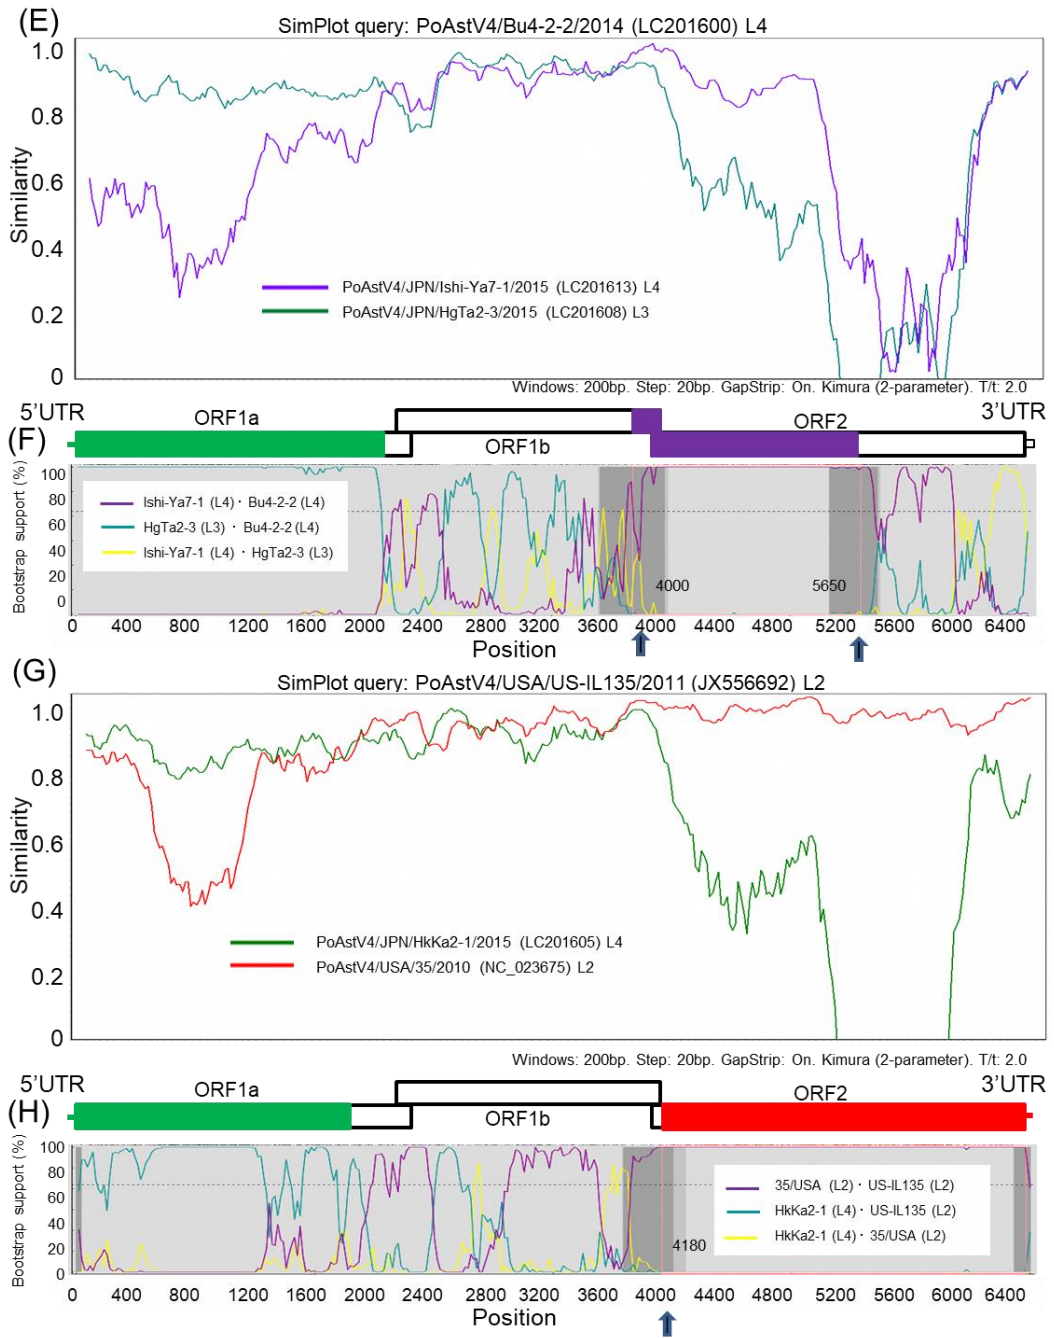 (E)
SimPlot query: PoAstV4/Bu4-2-2/2014 (LC201600) L4
1.0
0.8
0.6
0.4
0.2
0
Similarity
PoAstV4/JPN/Ishi-Ya7-1/2015 (LC201613) L4
PoAstV4/JPN/HgTa2-3/2015 (LC201608) L3
Windows: 200bp. Step: 20bp. GapStrip: On. Kimura (2-parameter). T/t: 2.0
5'UTR
ORF1a
ORF1b
ORF2
3'UTR
(F)
Bootstrap support (%)
100
80
60
40
20
0
Ishi-Ya7-1 (L4) · Bu4-2-2 (L4)
HgTa2-3 (L3) · Bu4-2-2 (L4)
Ishi-Ya7-1 (L4) · HgTa2-3 (L3)
4000
5650
0 400 800 1200 1600 2000 2400 2800 3200 3600 4000 4400 4800 5200 5600 6000 6400
Position
(G)
SimPlot query: PoAstV4/USA/US-IL135/2011 (JX556692) L2
1.0
0.8
0.6
0.4
0.2
0
Similarity
PoAstV4/JPN/HkKa2-1/2015 (LC201605) L4
PoAstV4/USA/35/2010 (NC_023675) L2
Windows: 200bp. Step: 20bp. GapStrip: On. Kimura (2-parameter). T/t: 2.0
5'UTR
ORF1a
ORF1b
ORF2
3'UTR
(H)
Bootstrap support (%)
100
80
60
40
20
0
35/USA (L2) · US-IL135 (L2)
HkKa2-1 (L4) · US-IL135 (L2)
HkKa2-1 (L4) · 35/USA (L2)
4180
0 400 800 1200 1600 2000 2400 2800 3200 3600 4000 4400 4800 5200 5600 6000 6400
Position